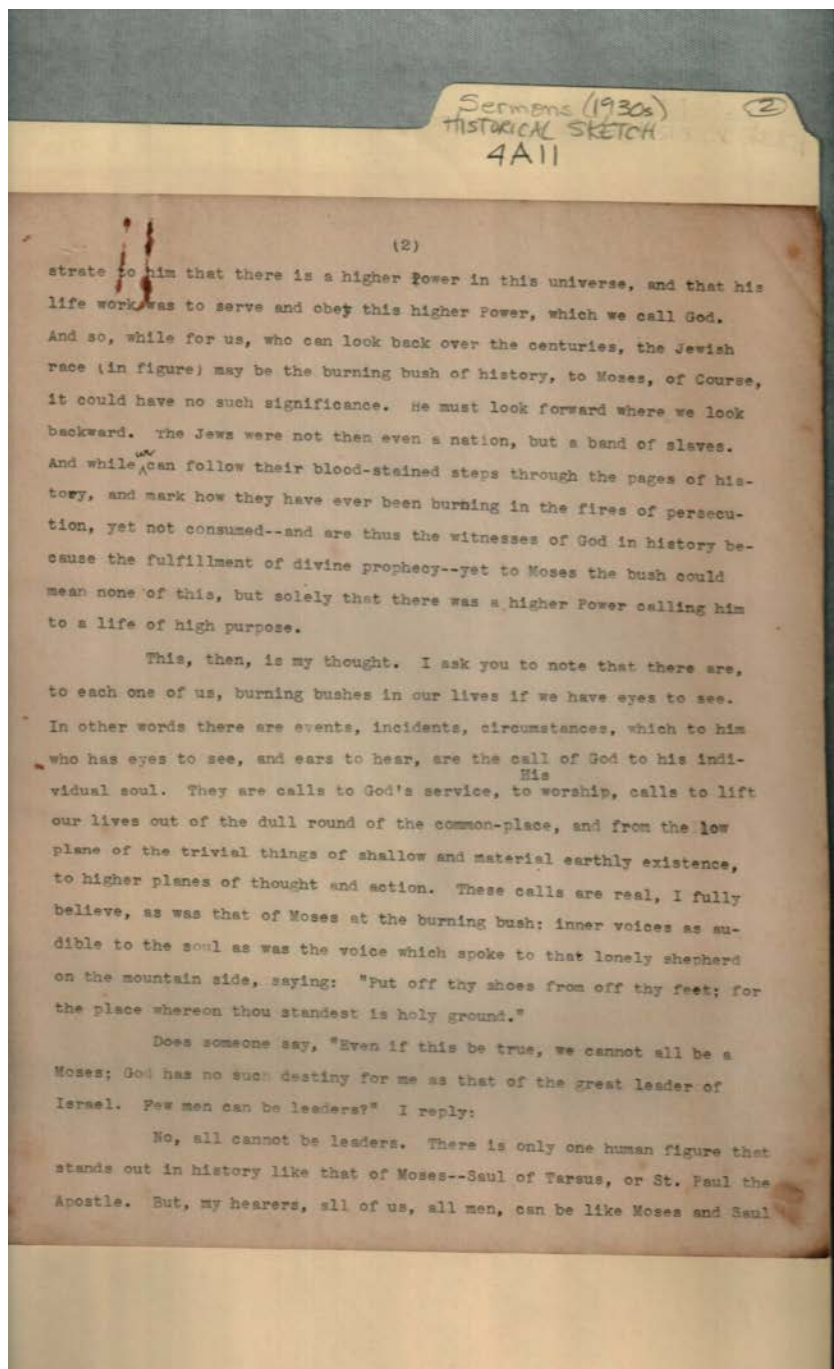 Sermons (1930s) 2
HISTORICAL SKETCH
4A11
(2)
strate to him that there is a higher Power in this universe, and that his
life work was to serve and obey this higher Power, which we call God.
And so, while for us, who can look back over the centuries, the Jewish
race (in figure) may be the burning bush of history, to Moses, of Course,
it could have no such significance. He must look forward where we look
backward. The Jews were not then even a nation, but a band of slaves.
And while we can follow their blood-stained steps through the pages of his-
tory, and mark how they have ever been burning in the fires of persecu-
tion, yet not consumed--and are thus the witnesses of God in history be-
cause the fulfillment of divine prophecy--yet to Moses the bush could
mean none of this, but solely that there was a higher Power calling him
to a life of high purpose.
This, then, is my thought. I ask you to note that there are,
to each one of us, burning bushes in our lives if we have eyes to see.
In other words there are events, incidents, circumstances, which to him
who has eyes to see, and ears to hear, are the call of God to his indi-
His
vidual soul. They are calls to God's service, to worship, calls to lift
our lives out of the dull round of the common-place, and from the low
plane of the trivial things of shallow and material earthly existence,
to higher planes of thought and action. These calls are real, I fully
believe, as was that of Moses at the burning bush: inner voices as au-
dible to the soul as was the voice which spoke to that lonely shepherd
on the mountain side, saying: "Put off thy shoes from off thy feet; for
the place whereon thou standest is holy ground."
Does someone say, "Even if this be true, we cannot all be a
Moses; God has no such destiny for me as that of the great leader of
Israel. Few men can be leaders?" I reply:
No, all cannot be leaders. There is only one human figure that
stands out in history like that of Moses--Saul of Tarsus, or St. Paul the
Apostle. But, my hearers, all of us, all men, can be like Moses and Saul